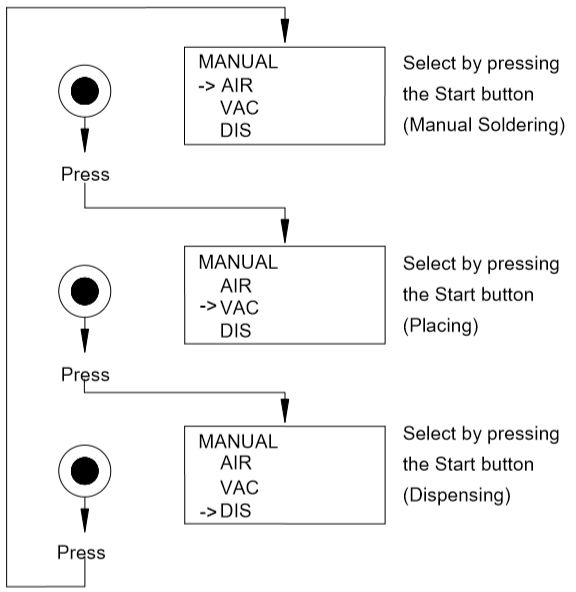 MANUAL
-> AIR
VAC
DIS
Select by pressing
the Start button
(Manual Soldering)
Press
MANUAL
AIR
->VAC
DIS
Select by pressing
the Start button
(Placing)
Press
MANUAL
AIR
VAC
->DIS
Select by pressing
the Start button
(Dispensing)
Press